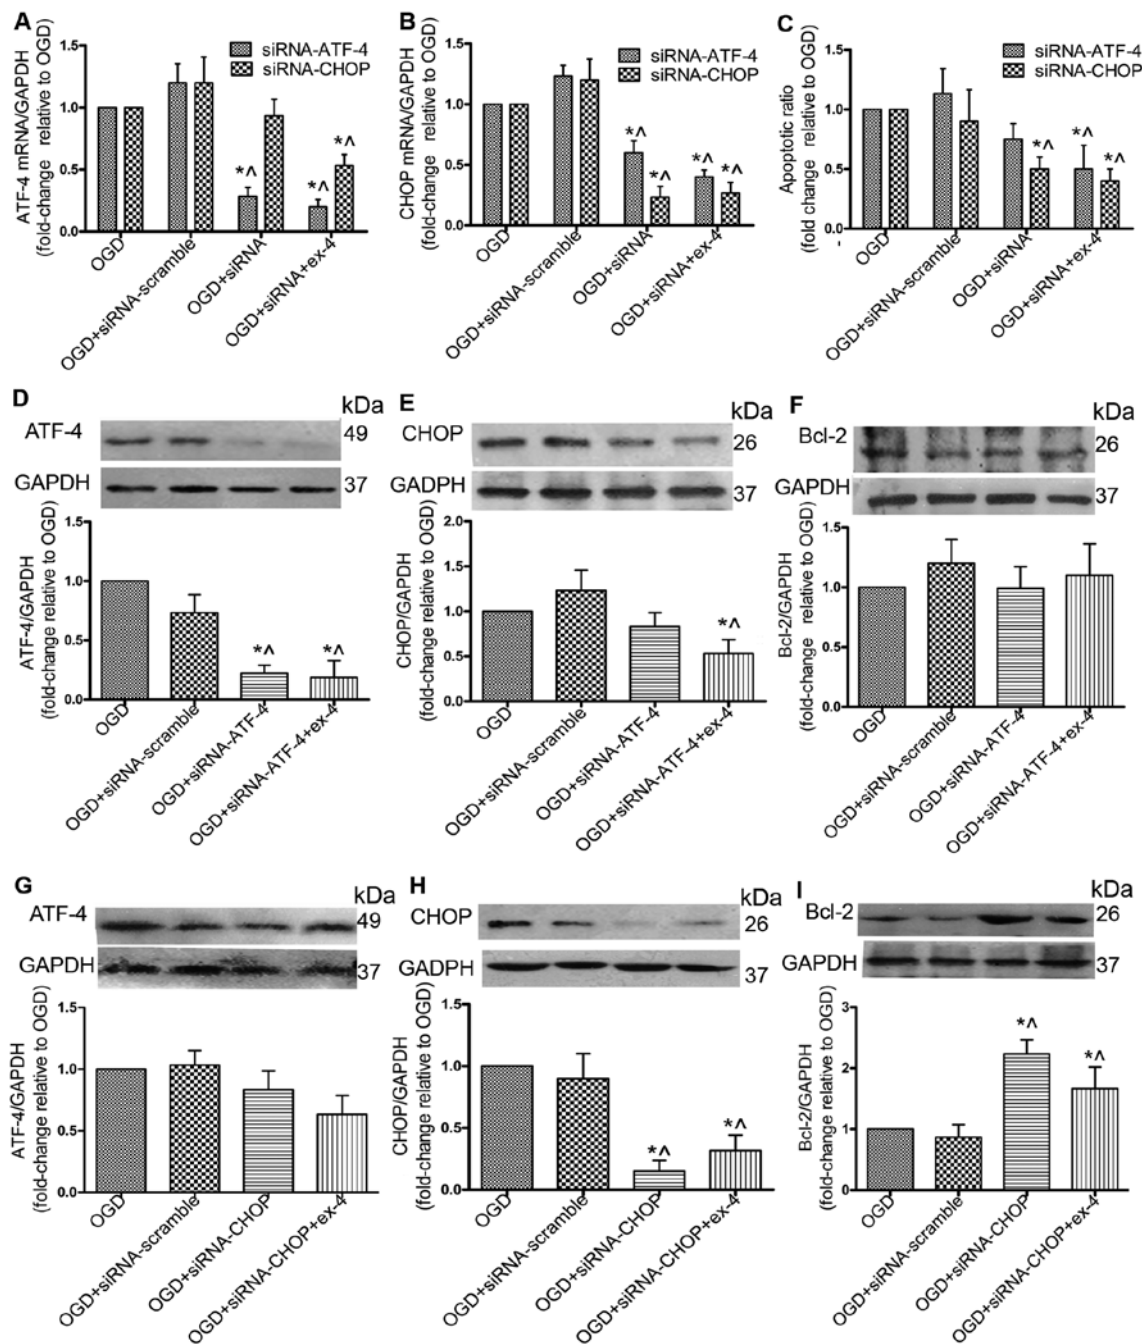 A
ATF-4 mRNA/GAPDH
(fold-change relative to OGD)
1.5
1.0
0.5
0.0
siRNA-ATF-4
siRNA-CHOP
*^
*^
*^
OGD
OGD+siRNA-scramble
OGD+siRNA
OGD+siRNA+ex-4
B
CHOP mRNA/GAPDH
(fold-change relative to OGD)
1.5
1.0
0.5
0.0
siRNA-ATF-4
siRNA-CHOP
*^
*^
*^
*^
OGD
OGD+siRNA-scramble
OGD+siRNA
OGD+siRNA+ex-4
C
Apoptotic ratio
(fold change relative to OGD)
1.5
1.0
0.5
0.0
siRNA-ATF-4
siRNA-CHOP
*^
*^
*^
OGD
OGD+siRNA-scramble
OGD+siRNA
OGD+siRNA+ex-4
D
kDa
ATF-4
49
GAPDH
37
ATF-4/GAPDH
(fold-change relative to OGD)
1.5
1.0
0.5
0.0
*^
*^
OGD
OGD+siRNA-scramble
OGD+siRNA-ATF-4
OGD+siRNA-ATF-4+ex-4
E
kDa
CHOP
26
GADPH
37
CHOP/GAPDH
(fold-change relative to OGD)
2.0
1.5
1.0
0.5
0.0
*^
OGD
OGD+siRNA-scramble
OGD+siRNA-ATF-4
OGD+siRNA-ATF-4+ex-4
F
kDa
Bcl-2
26
GAPDH
37
Bcl-2/GAPDH
(fold-change relative to OGD)
1.5
1.0
0.5
0.0
OGD
OGD+siRNA-scramble
OGD+siRNA-ATF-4
OGD+siRNA-ATF-4+ex-4
G
kDa
ATF-4
49
GAPDH
37
ATF-4/GAPDH
(fold-change relative to OGD)
1.5
1.0
0.5
0.0
OGD
OGD+siRNA-scramble
OGD+siRNA-CHOP
OGD+siRNA-CHOP+ex-4
H
kDa
CHOP
26
GADPH
37
CHOP/GAPDH
(fold-change relative to OGD)
1.5
1.0
0.5
0.0
*^
*^
OGD
OGD+siRNA-scramble
OGD+siRNA-CHOP
OGD+siRNA-CHOP+ex-4
I
kDa
Bcl-2
26
GAPDH
37
Bcl-2/GAPDH
(fold-change relative to OGD)
3
2
1
0
*^
*^
OGD
OGD+siRNA-scramble
OGD+siRNA-CHOP
OGD+siRNA-CHOP+ex-4